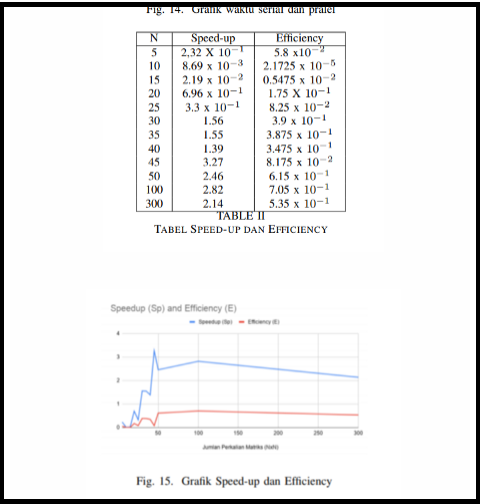 Fig. 14. Grafik waktu serial dan pralel
N Speed-up Efficiency
5 2,32 X 10⁻¹ 5.8 x10⁻²
10 8.69 x 10⁻³ 2.1725 x 10⁻⁵
15 2.19 x 10⁻² 0.5475 x 10⁻²
20 6.96 x 10⁻¹ 1.75 X 10⁻¹
25 3.3 x 10⁻¹ 8.25 x 10⁻²
30 1.56 3.9 x 10⁻¹
35 1.55 3.875 x 10⁻¹
40 1.39 3.475 x 10⁻¹
45 3.27 8.175 x 10⁻²
50 2.46 6.15 x 10⁻¹
100 2.82 7.05 x 10⁻¹
300 2.14 5.35 x 10⁻¹
TABLE II
TABEL SPEED-UP DAN EFFICIENCY
Speedup (Sp) and Efficiency (E)
Speedup (Sp) Efficiency (E)
4
3
2
1
0
50 100 150 200 250 300
Jumlah Perkalian Matriks (NxN)
Fig. 15. Grafik Speed-up dan Efficiency